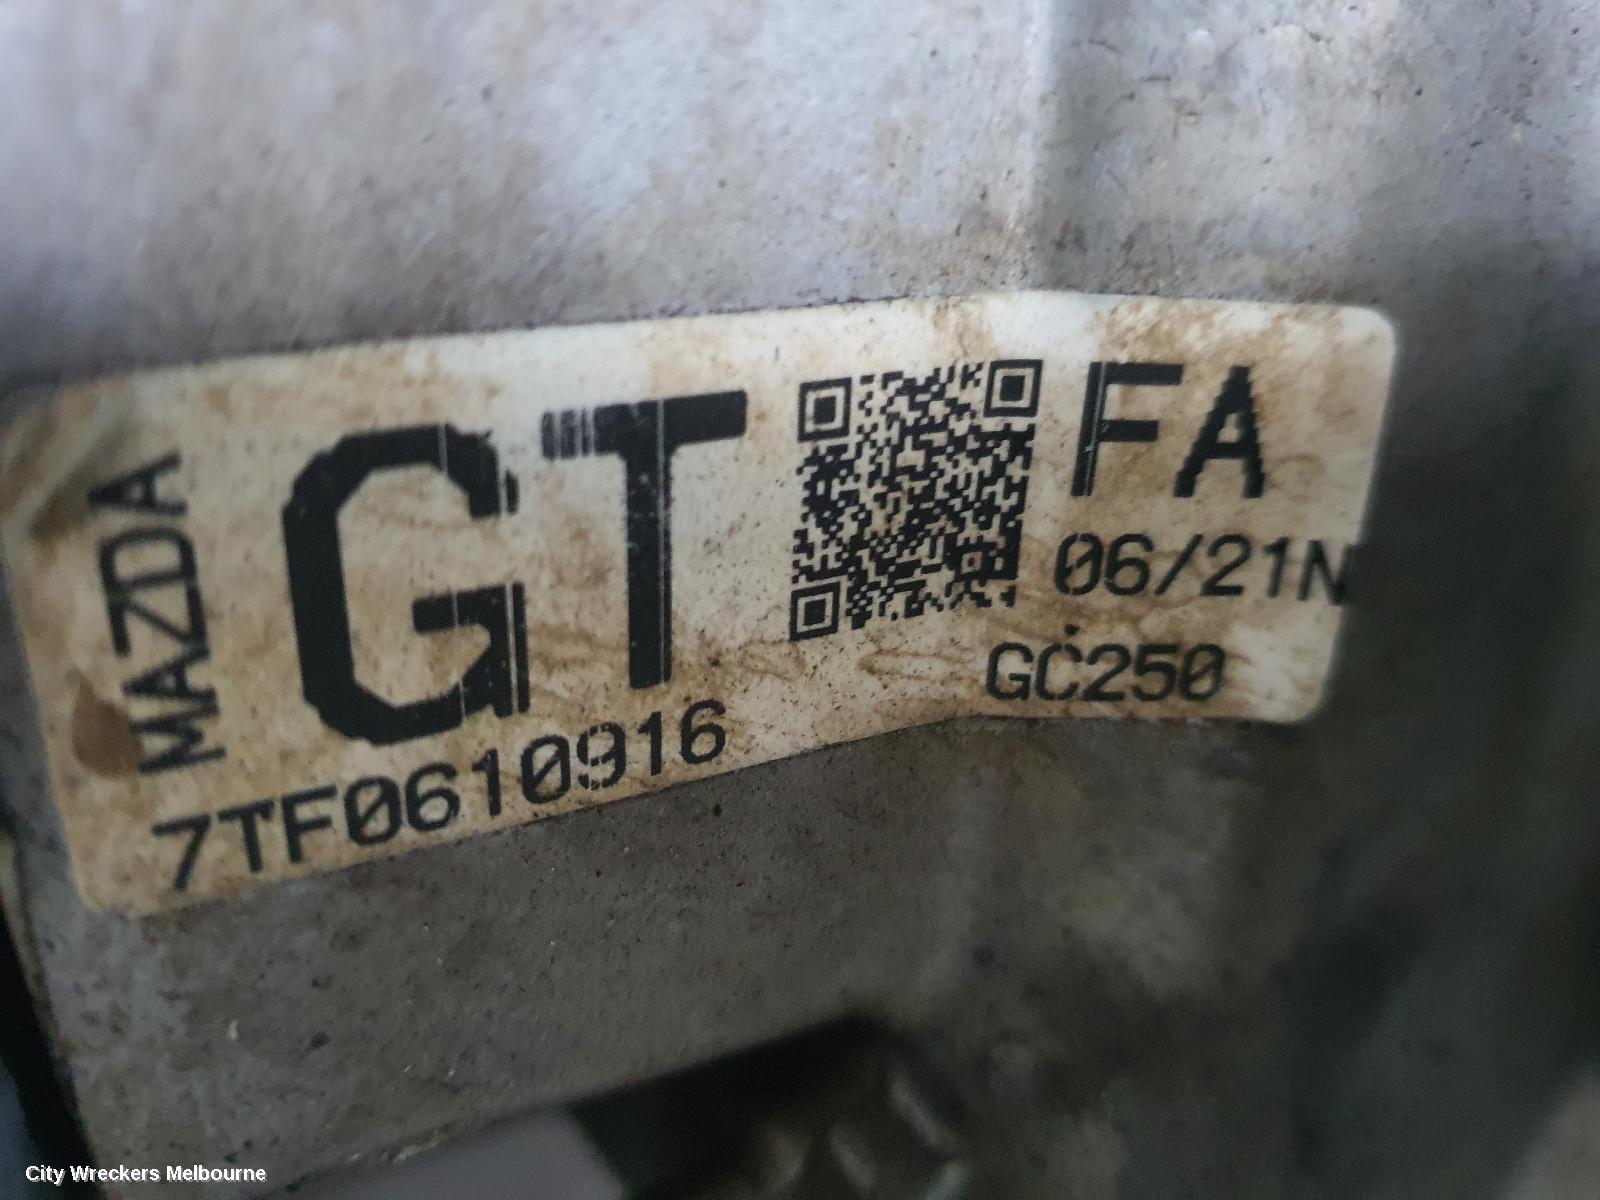 MAZDA
GT
FA
06/21N
GC250
7TF0610916
City Wreckers Melbourne